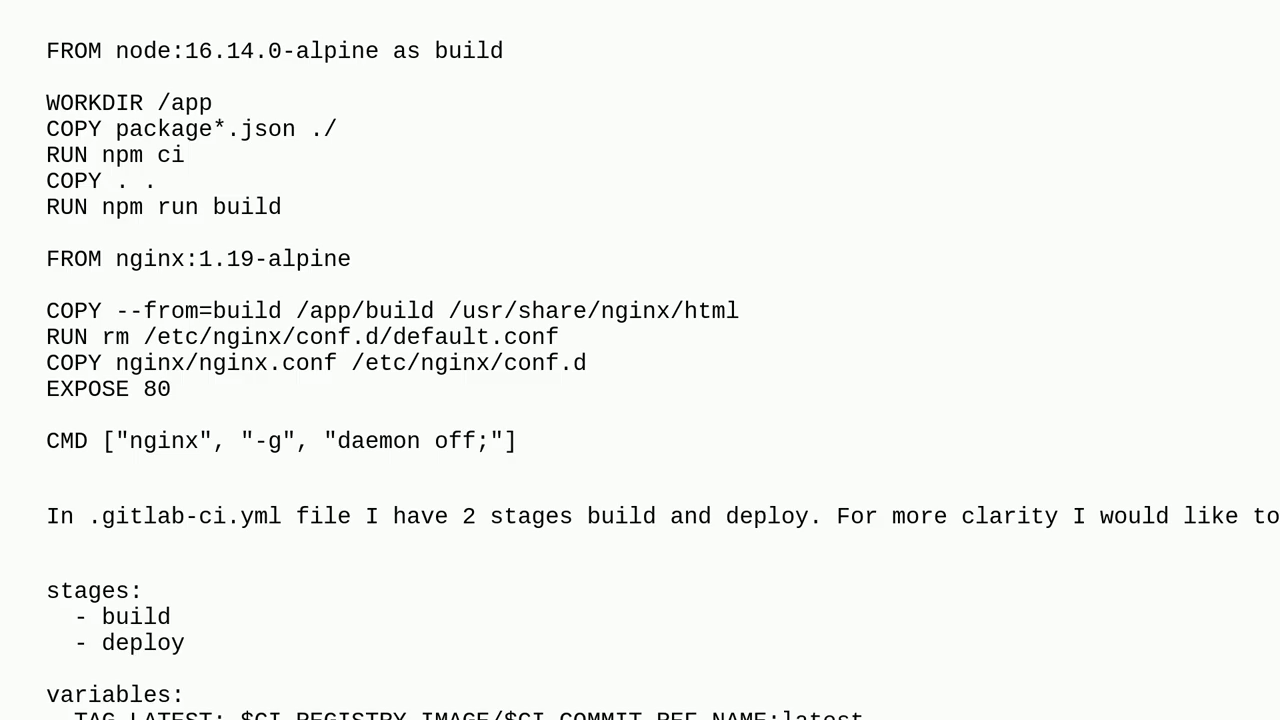 FROM node:16.14.0-alpine as build
WORKDIR /app
COPY package*.json ./
RUN npm ci
COPY . .
RUN npm run build
FROM nginx:1.19-alpine
COPY --from=build /app/build /usr/share/nginx/html
RUN rm /etc/nginx/conf.d/default.conf
COPY nginx/nginx.conf /etc/nginx/conf.d
EXPOSE 80
CMD ["nginx", "-g", "daemon off;"]
In .gitlab-ci.yml file I have 2 stages build and deploy. For more clarity I would like to
stages:
  - build
  - deploy
variables:
  TAG_LATEST: $CI_REGISTRY_IMAGE/$CI_COMMIT_REF_NAME:latest